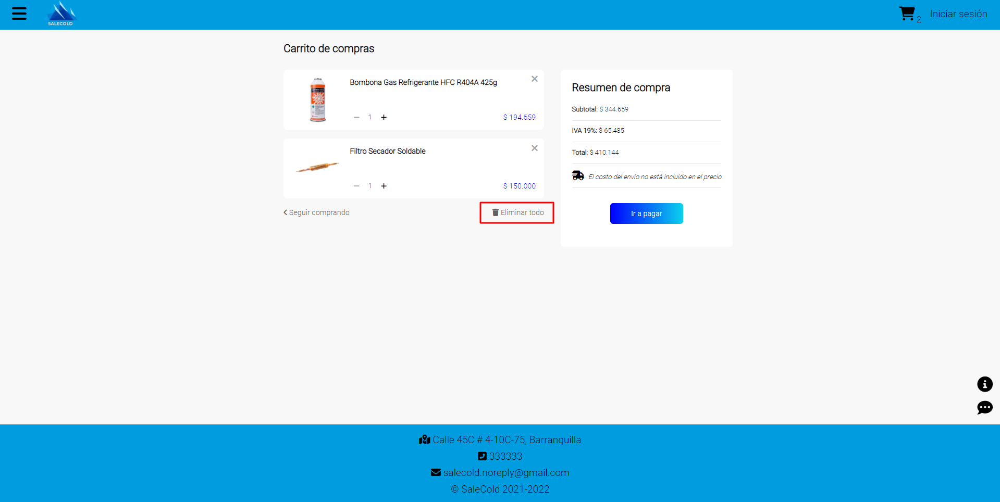 SALECOLD
2
Iniciar sesión
Carrito de compras
Bombona Gas Refrigerante HFC R404A 425g
1
$ 194.659
Filtro Secador Soldable
1
$ 150.000
Seguir comprando
Eliminar todo
Resumen de compra
Subtotal: $ 344.659
IVA 19%: $ 65.485
Total: $ 410.144
El costo del envío no está incluido en el precio
Ir a pagar
Calle 45C # 4-10C-75, Barranquilla
333333
salecold.noreply@gmail.com
© SaleCold 2021-2022